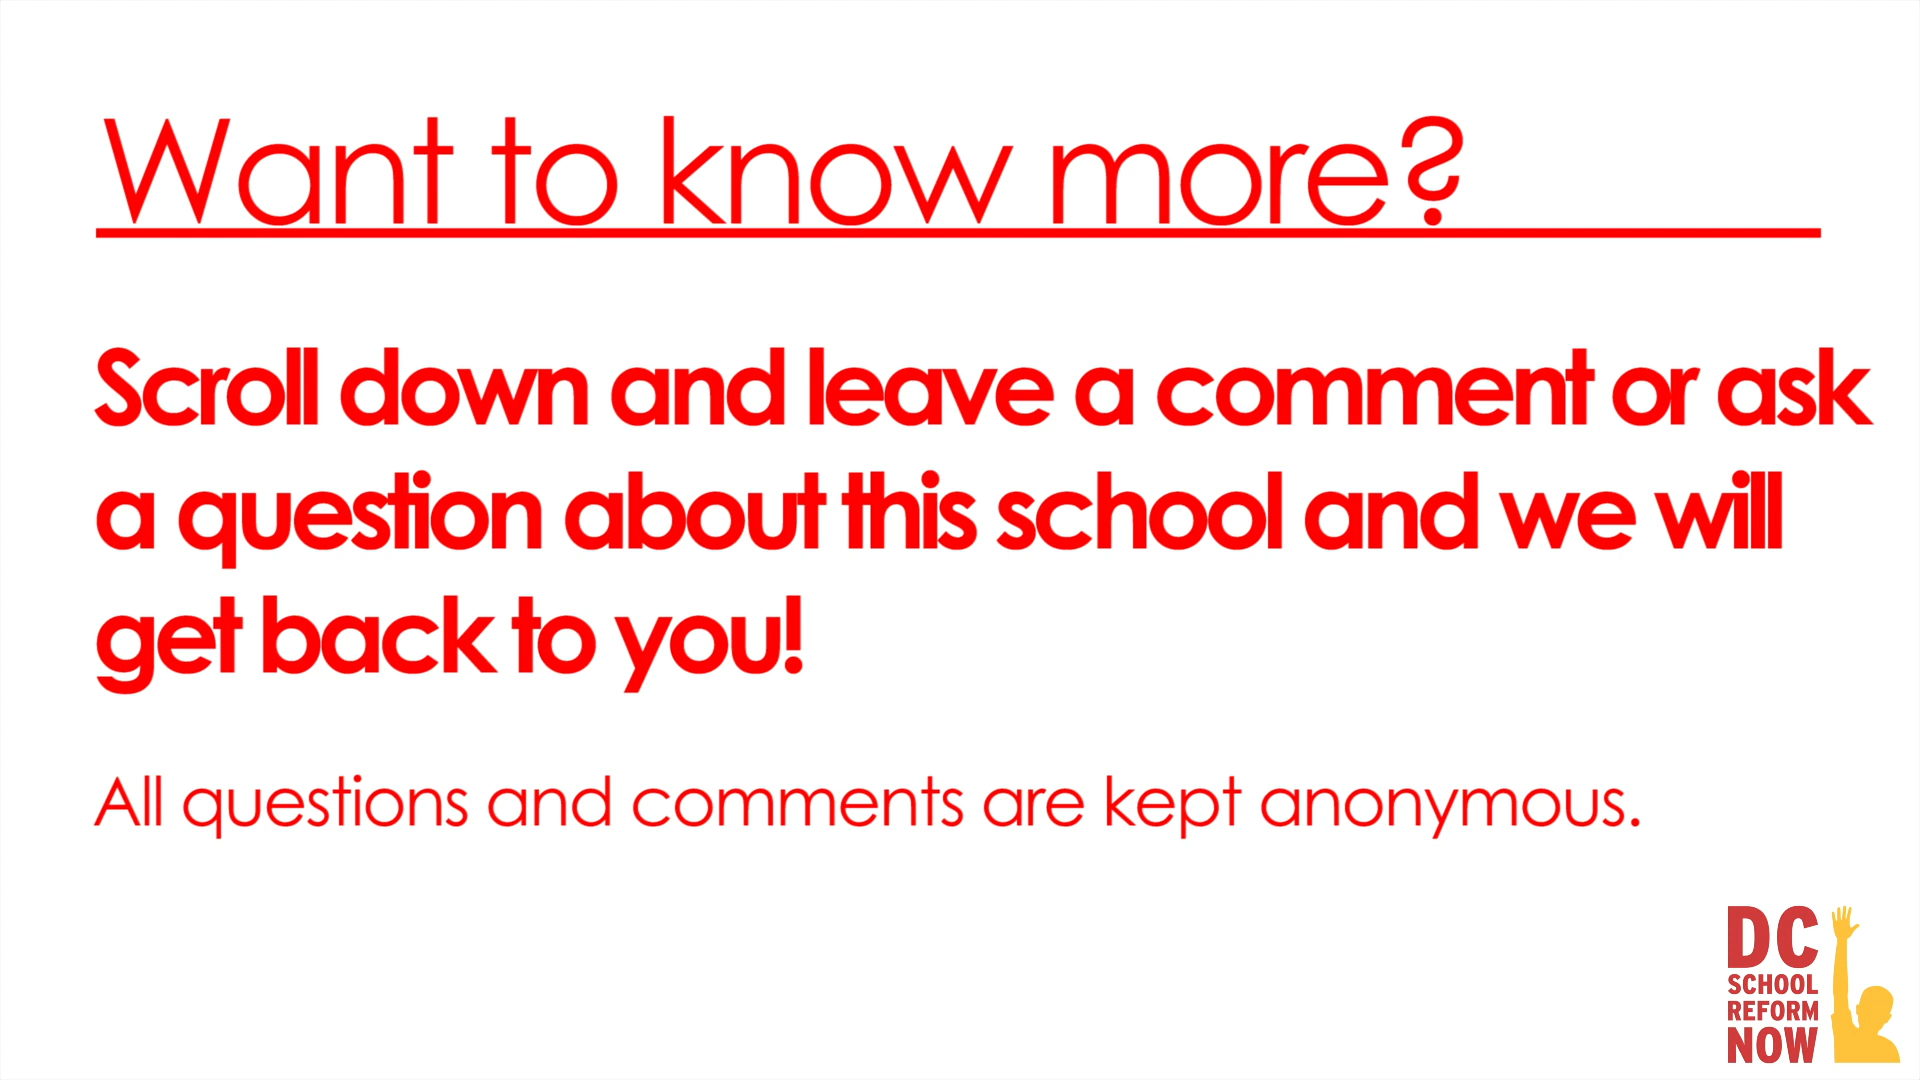 Want to know more?
Scroll down and leave a comment or ask
a question about this school and we will
get back to you!
All questions and comments are kept anonymous.
DC
SCHOOL
REFORM
NOW